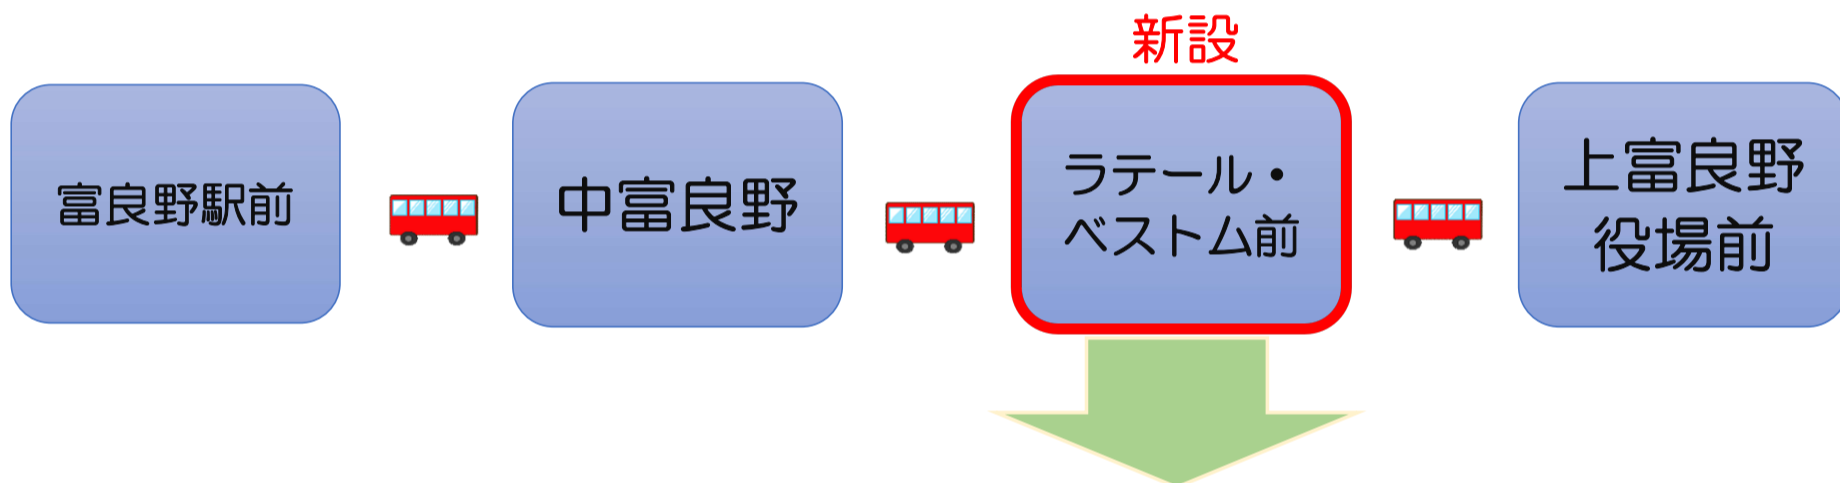 新設
富良野駅前
中富良野
ラテール・
ベストム前
上富良野
役場前